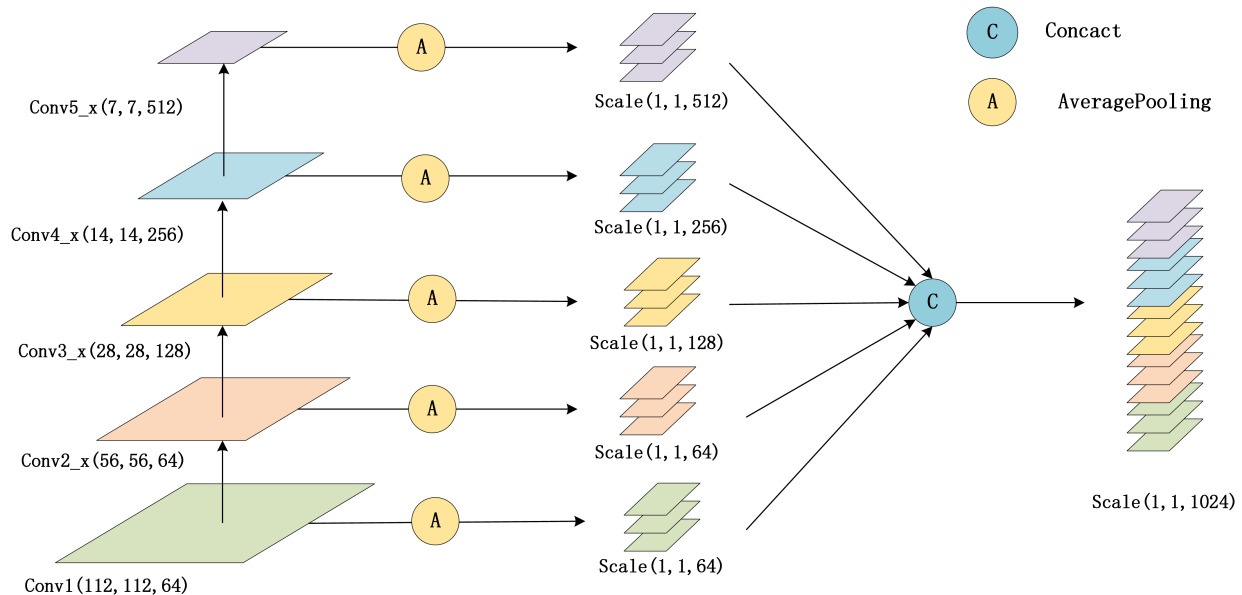 A
C
Concact
Conv5_x(7,7,512)
Scale(1,1,512)
A
AveragePooling
A
Conv4_x(14,14,256)
Scale(1,1,256)
A
C
Conv3_x(28,28,128)
Scale(1,1,128)
A
Conv2_x(56,56,64)
Scale(1,1,64)
Scale(1,1,1024)
A
Conv1(112,112,64)
Scale(1,1,64)